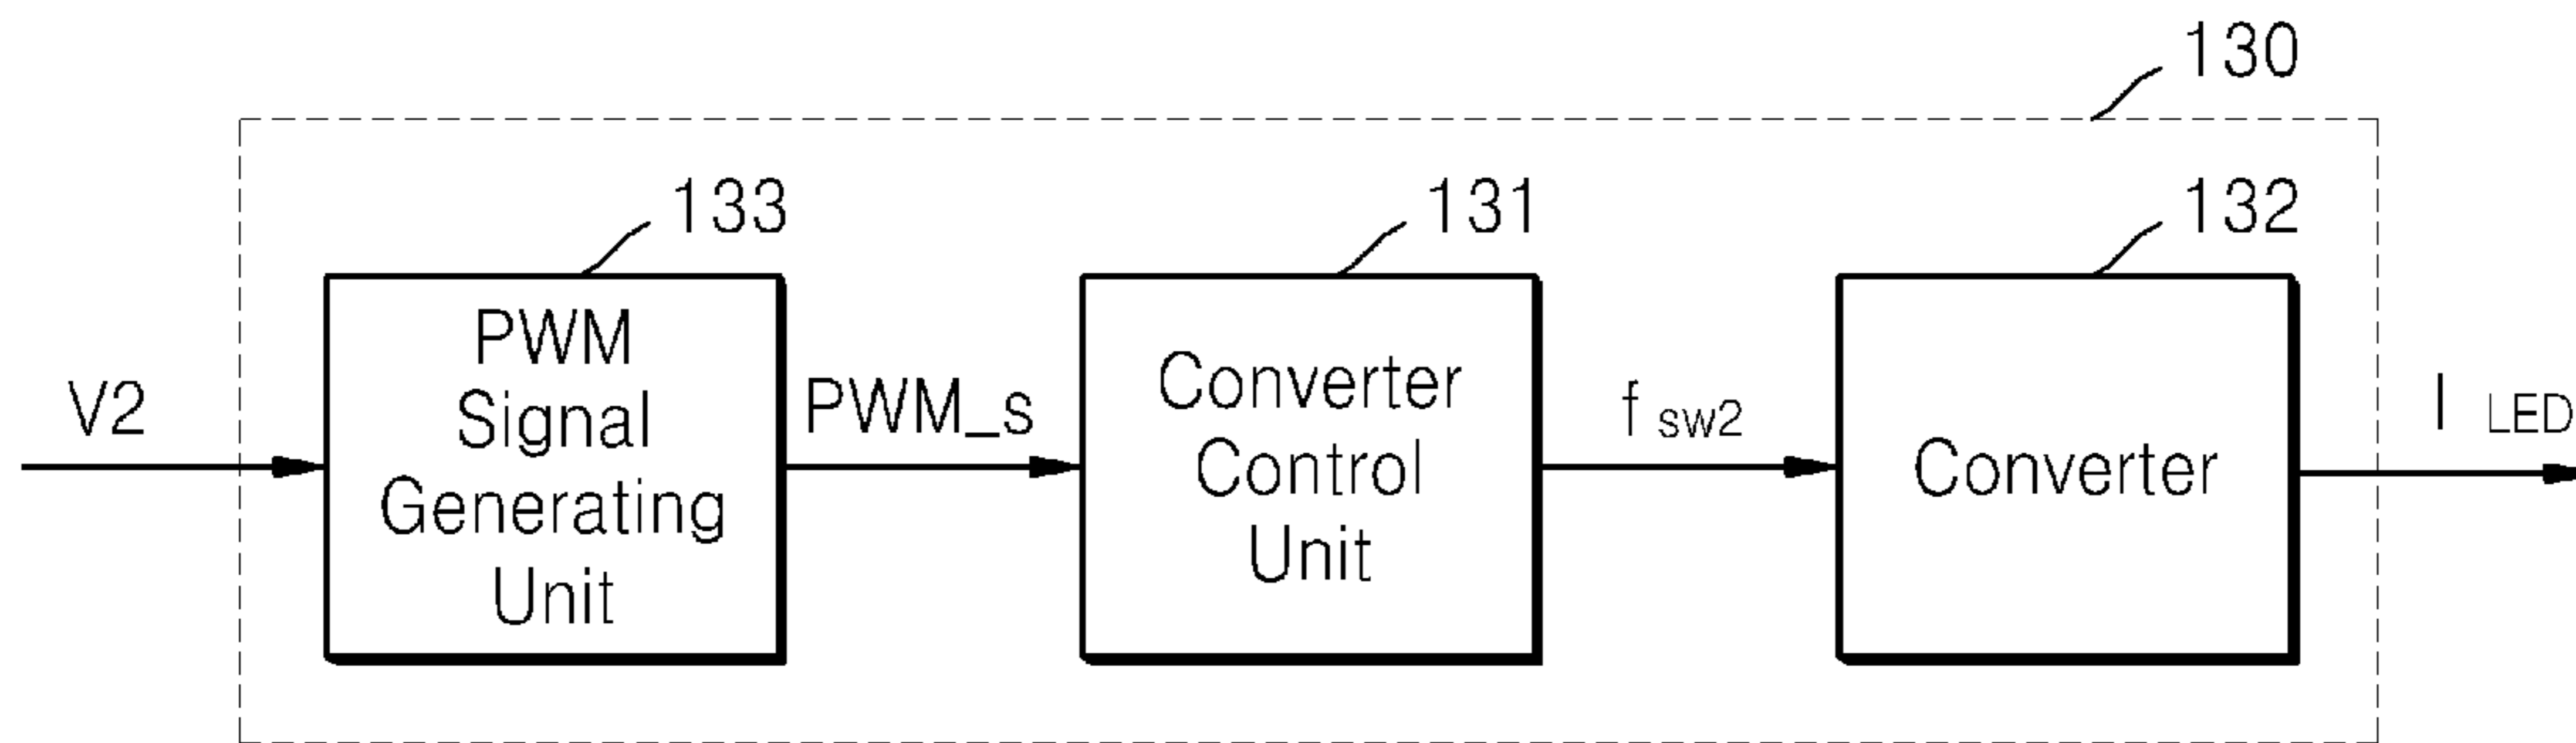 130
133
131
132
PWM
Signal
Generating
Unit
Converter
Control
Unit
Converter
V2
PWM_s
f sw2
I LED